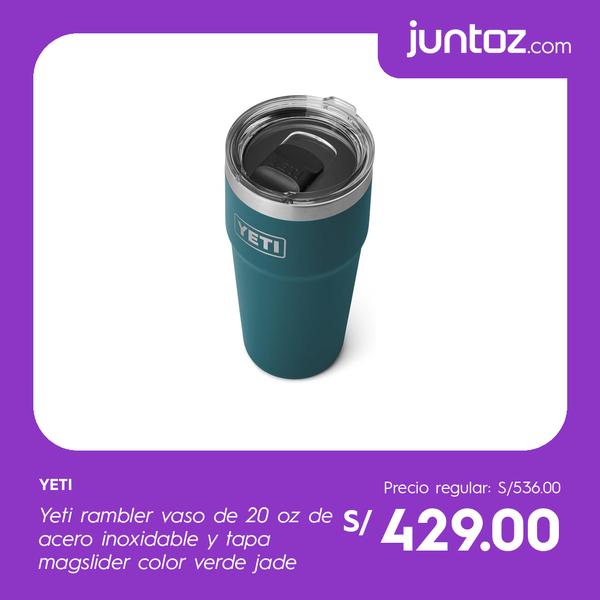 juntoz.com
YETI
YETI
Precio regular: S/536.00
Yeti rambler vaso de 20 oz de
acero inoxidable y tapa
magslider color verde jade
S/ 429.00